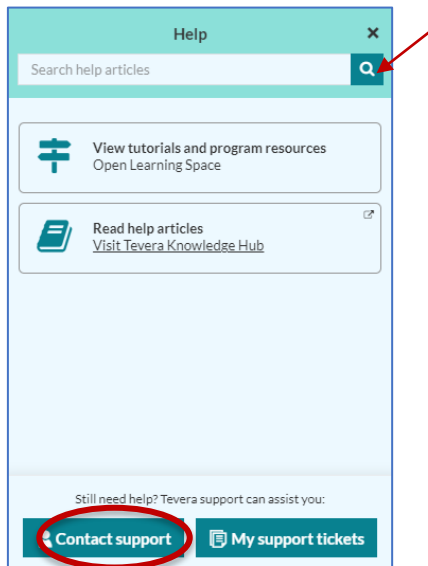 Help
Search help articles
View tutorials and program resources
Open Learning Space
Read help articles
Visit Tevera Knowledge Hub
Still need help? Tevera support can assist you:
Contact support
My support tickets